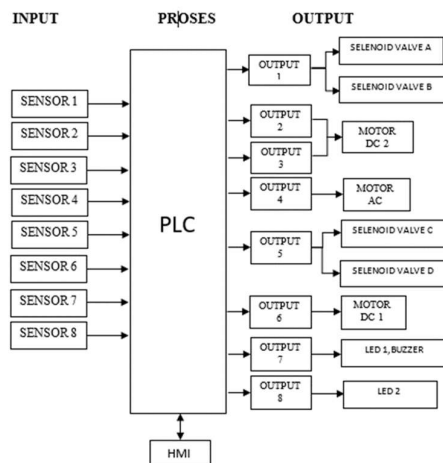 INPUT
PROSES
OUTPUT
SENSOR 1
SENSOR 2
SENSOR 3
SENSOR 4
SENSOR 5
SENSOR 6
SENSOR 7
SENSOR 8
PLC
HMI
OUTPUT
1
OUTPUT
2
OUTPUT
3
OUTPUT
4
OUTPUT
5
OUTPUT
6
OUTPUT
7
OUTPUT
8
SELENOID VALVE A
SELENOID VALVE B
MOTOR
DC 2
MOTOR
AC
SELENOID VALVE C
SELENOID VALVE D
MOTOR
DC 1
LED 1,BUZZER
LED 2